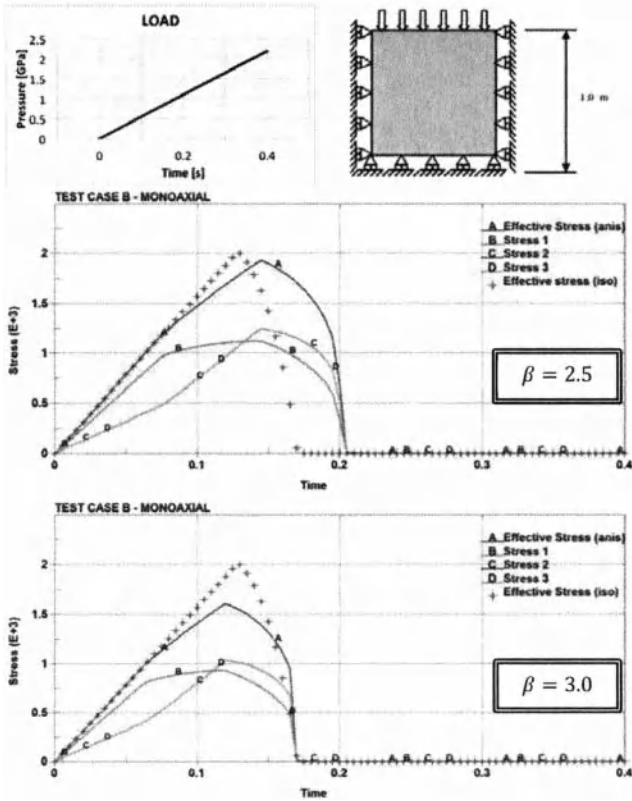 LOAD
Pressure [GPa]
2.5
2
1.5
1
0.5
0
0
0.2
0.4
Time [s]
1.0 m
TEST CASE B - MONOAXIAL
A Effective Stress (anis)
B Stress 1
C Stress 2
D Stress 3
+ Effective stress (iso)
Stress (E+3)
2
1.5
1
0.5
0
A
B
C
D
β = 2.5
0
0.1
0.2
0.3
0.4
Time
TEST CASE B - MONOAXIAL
A Effective Stress (anis)
B Stress 1
C Stress 2
D Stress 3
+ Effective stress (iso)
Stress (E+3)
2
1.5
1
0.5
0
A
B
C
D
β = 3.0
0
0.1
0.2
0.3
0.4
Time